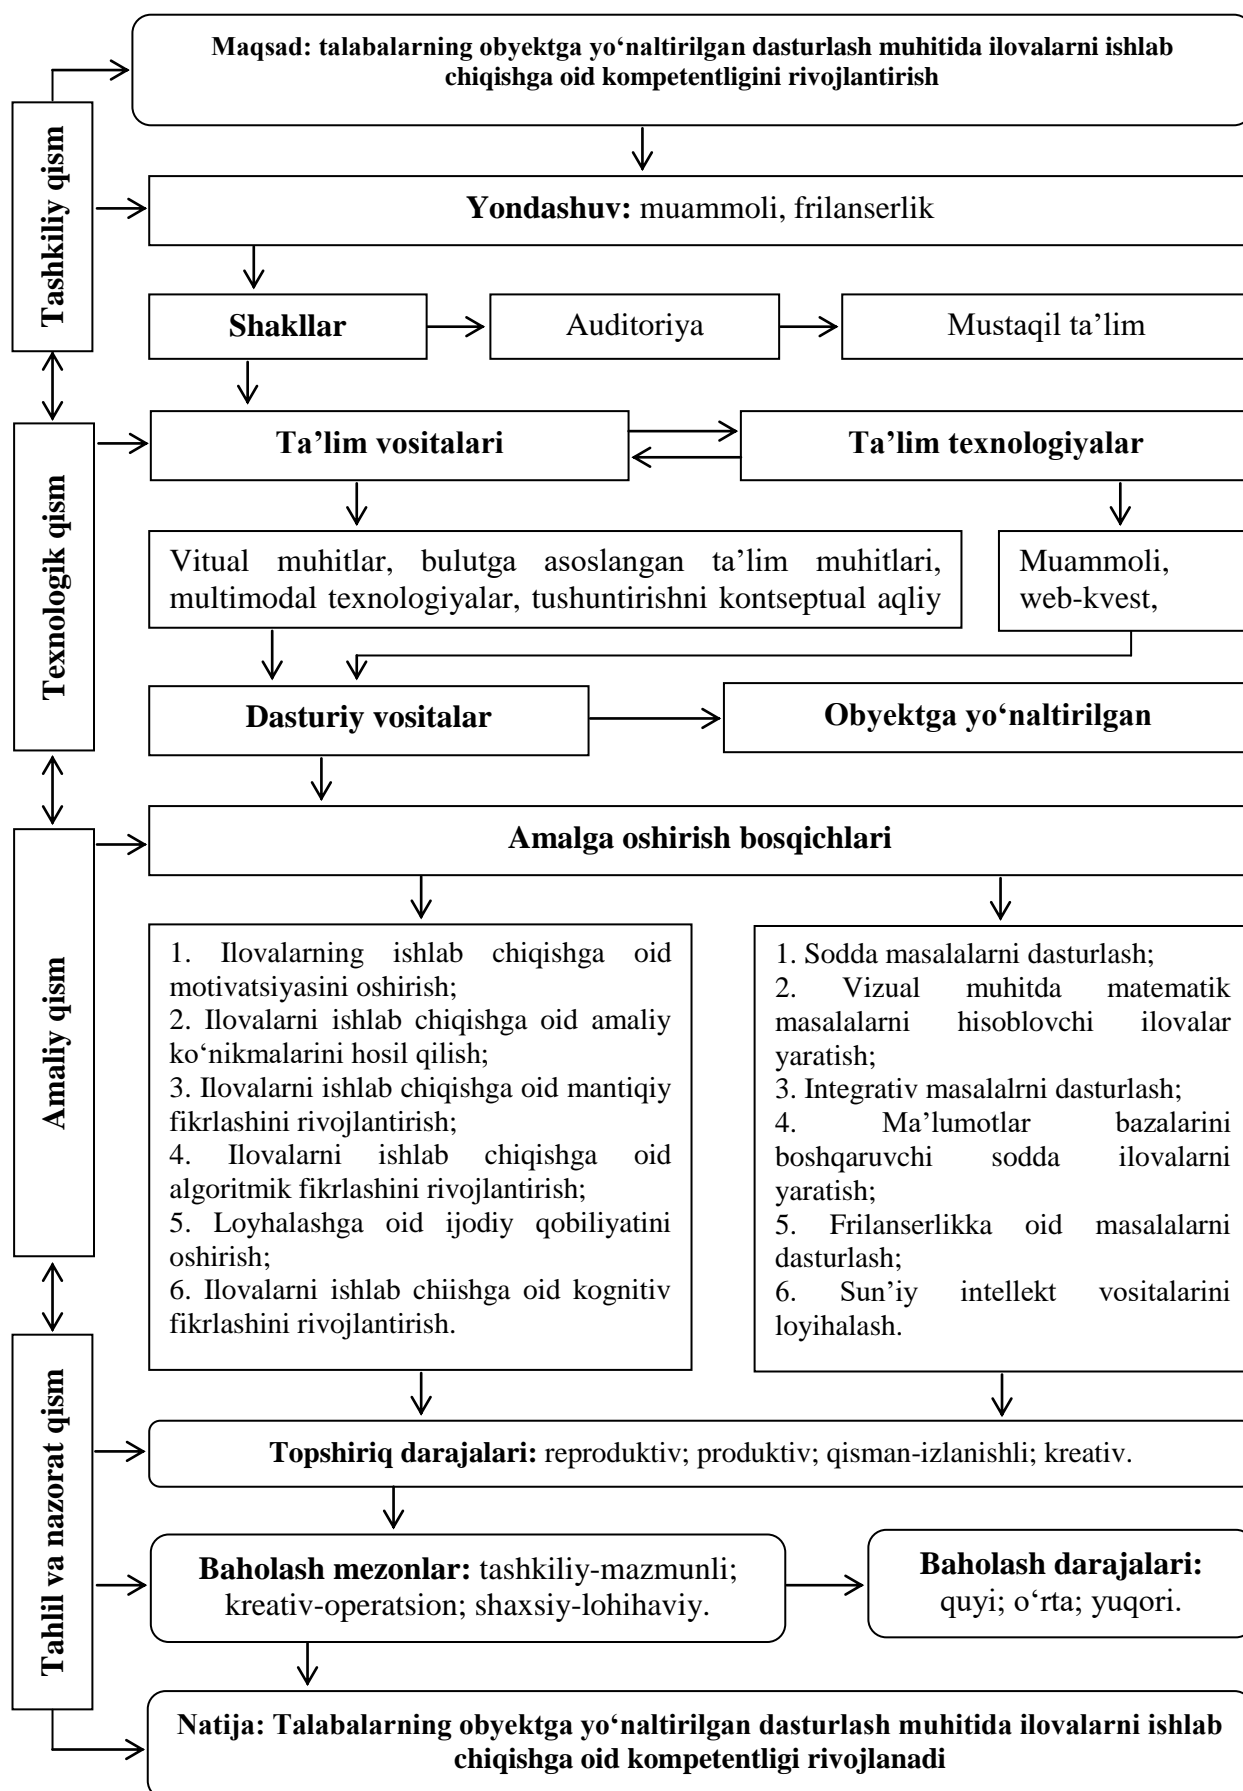 Maqsad: talabalarning obyektga yo‘naltirilgan dasturlash muhitida ilovalarni ishlab
chiqishga oid kompetentligini rivojlantirish
Tashkiliy qism
Yondashuv: muammoli, frilanserlik
Shakllar
Auditoriya
Mustaqil ta’lim
Texnologik qism
Ta’lim vositalari
Ta’lim texnologiyalar
Vitual muhitlar, bulutga asoslangan ta’lim muhitlari,
multimodal texnologiyalar, tushuntirishni kontseptual aqliy
Muammoli,
web-kvest,
Dasturiy vositalar
Obyektga yo‘naltirilgan
Amaliy qism
Amalga oshirish bosqichlari
1. Ilovalarning ishlab chiqishga oid
motivatsiyasini oshirish;
2. Ilovalarni ishlab chiqishga oid amaliy
ko‘nikmalarini hosil qilish;
3. Ilovalarni ishlab chiqishga oid mantiqiy
fikrlashini rivojlantirish;
4. Ilovalarni ishlab chiqishga oid
algoritmik fikrlashini rivojlantirish;
5. Loyhalashga oid ijodiy qobiliyatini
oshirish;
6. Ilovalarni ishlab chiishga oid kognitiv
fikrlashini rivojlantirish.
1. Sodda masalalarni dasturlash;
2. Vizual muhitda matematik
masalalarni hisoblovchi ilovalar
yaratish;
3. Integrativ masalalrni dasturlash;
4. Ma’lumotlar bazalarini
boshqaruvchi sodda ilovalarni
yaratish;
5. Frilanserlikka oid masalalarni
dasturlash;
6. Sun’iy intellekt vositalarini
loyihalash.
Tahlil va nazorat qism
Topshiriq darajalari: reproduktiv; produktiv; qisman-izlanishli; kreativ.
Baholash mezonlar: tashkiliy-mazmunli;
kreativ-operatsion; shaxsiy-lohihaviy.
Baholash darajalari:
quyi; o‘rta; yuqori.
Natija: Talabalarning obyektga yo‘naltirilgan dasturlash muhitida ilovalarni ishlab
chiqishga oid kompetentligi rivojlanadi